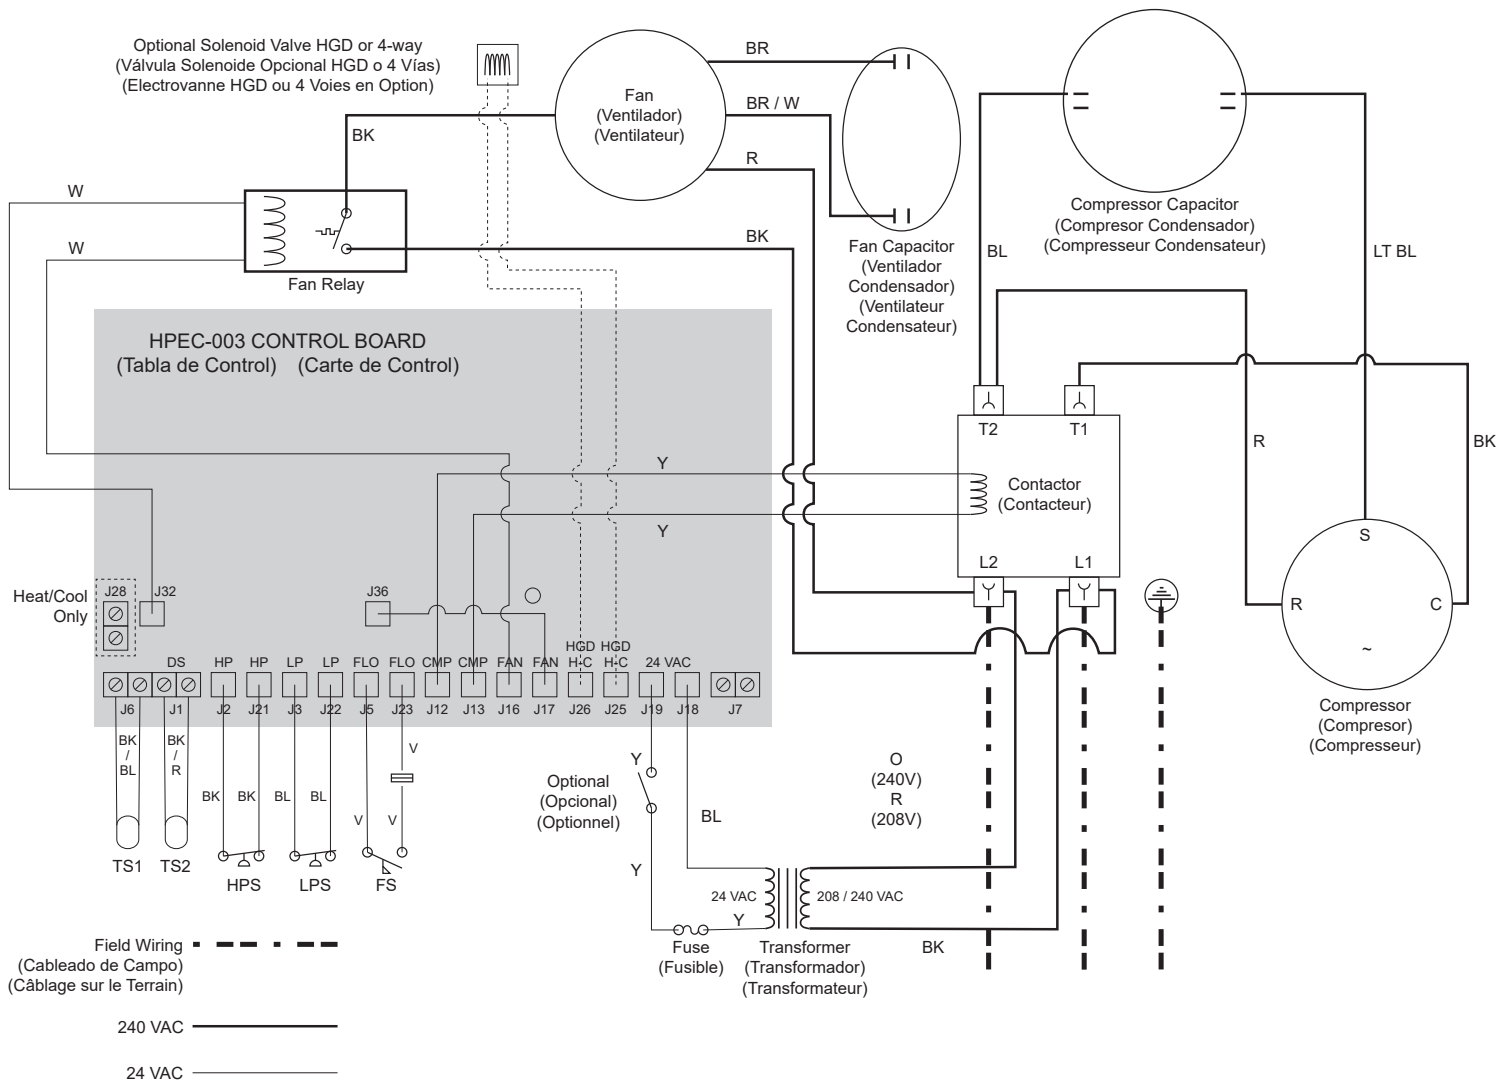 Optional Solenoid Valve HGD or 4-way
(Válvula Solenoide Opcional HGD o 4 Vías)
(Electrovanne HGD ou 4 Voies en Option)
Fan
(Ventilador)
(Ventilateur)
BR
BR / W
R
BK
BK
W
W
Fan Relay
Fan Capacitor
(Ventilador
Condensador)
(Ventilateur
Condensateur)
Compressor Capacitor
(Compresor Condensador)
(Compresseur Condensateur)
BL
LT BL
HPEC-003 CONTROL BOARD
(Tabla de Control) (Carte de Control)
T2
T1
R
BK
Y
Y
Contactor
(Contacteur)
L2
L1
S
R
C
~
Compressor
(Compresor)
(Compresseur)
Heat/Cool
Only
J28
J32
J36
DS
HP
HP
LP
LP
FLO
FLO
CMP
CMP
FAN
FAN
HGD
H-C
HGD
H-C
24 VAC
J6
J1
J2
J21
J3
J22
J5
J23
J12
J13
J16
J17
J26
J25
J19
J18
J7
BK
/
BL
BK
/
R
BK
BK
BL
BL
V
V
V
TS1
TS2
HPS
LPS
FS
Y
Optional
(Opcional)
(Optionnel)
BL
Y
O
(240V)
R
(208V)
24 VAC
208 / 240 VAC
Y
BK
Fuse
(Fusible)
Transformer
(Transformador)
(Transformateur)
Field Wiring
(Cableado de Campo)
(Câblage sur le Terrain)
240 VAC
24 VAC